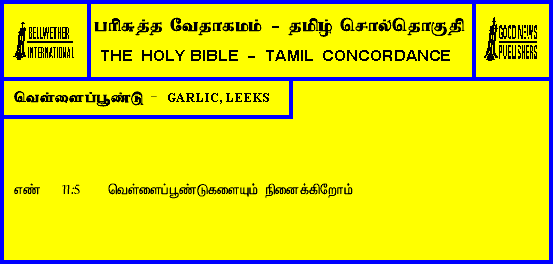 BELLWETHER
INTERNATIONAL
பரிசுத்த வேதாகமம் - தமிழ் சொல்தொகுதி
THE HOLY BIBLE - TAMIL CONCORDANCE
GOOD NEWS
PUBLISHERS
வெள்ளைப்பூண்டு - GARLIC, LEEKS
எண் 11:5 வெள்ளைப்பூண்டுகளையும் நினைக்கிறோம்